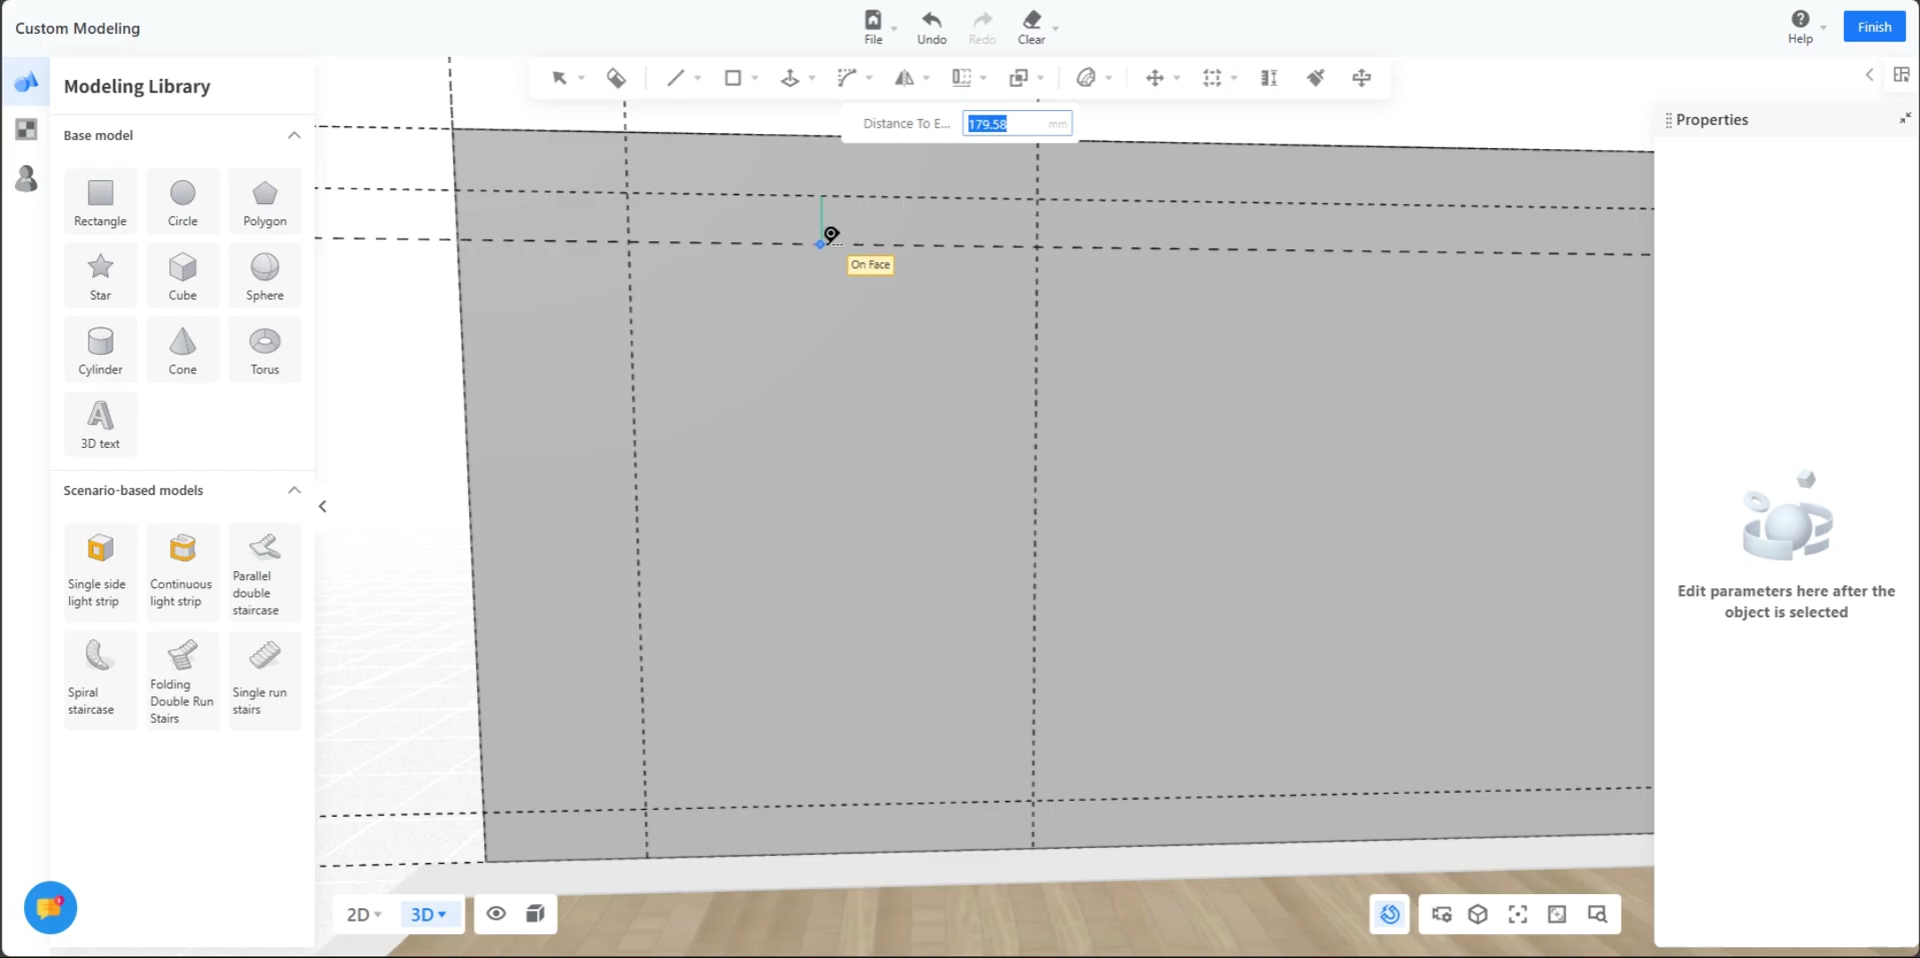 Custom Modeling
File
Undo
Redo
Clear
Help
Finish
Modeling Library
Base model
Rectangle
Circle
Polygon
Star
Cube
Sphere
Cylinder
Cone
Torus
3D text
Scenario-based models
Single side
light strip
Continuous
light strip
Parallel
double
staircase
Spiral
staircase
Folding
Double Run
Stairs
Single run
stairs
Distance To E...
179.58
mm
On Face
Properties
Edit parameters here after the
object is selected
2D
3D